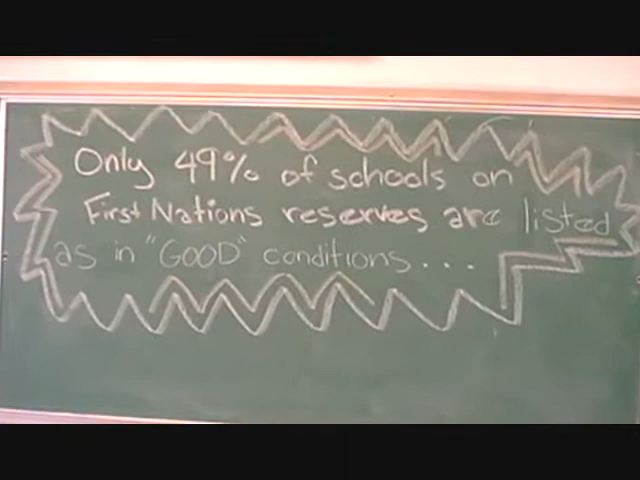 Only 49% of schools on
First Nations reserves are listed
as in "GOOD" conditions...